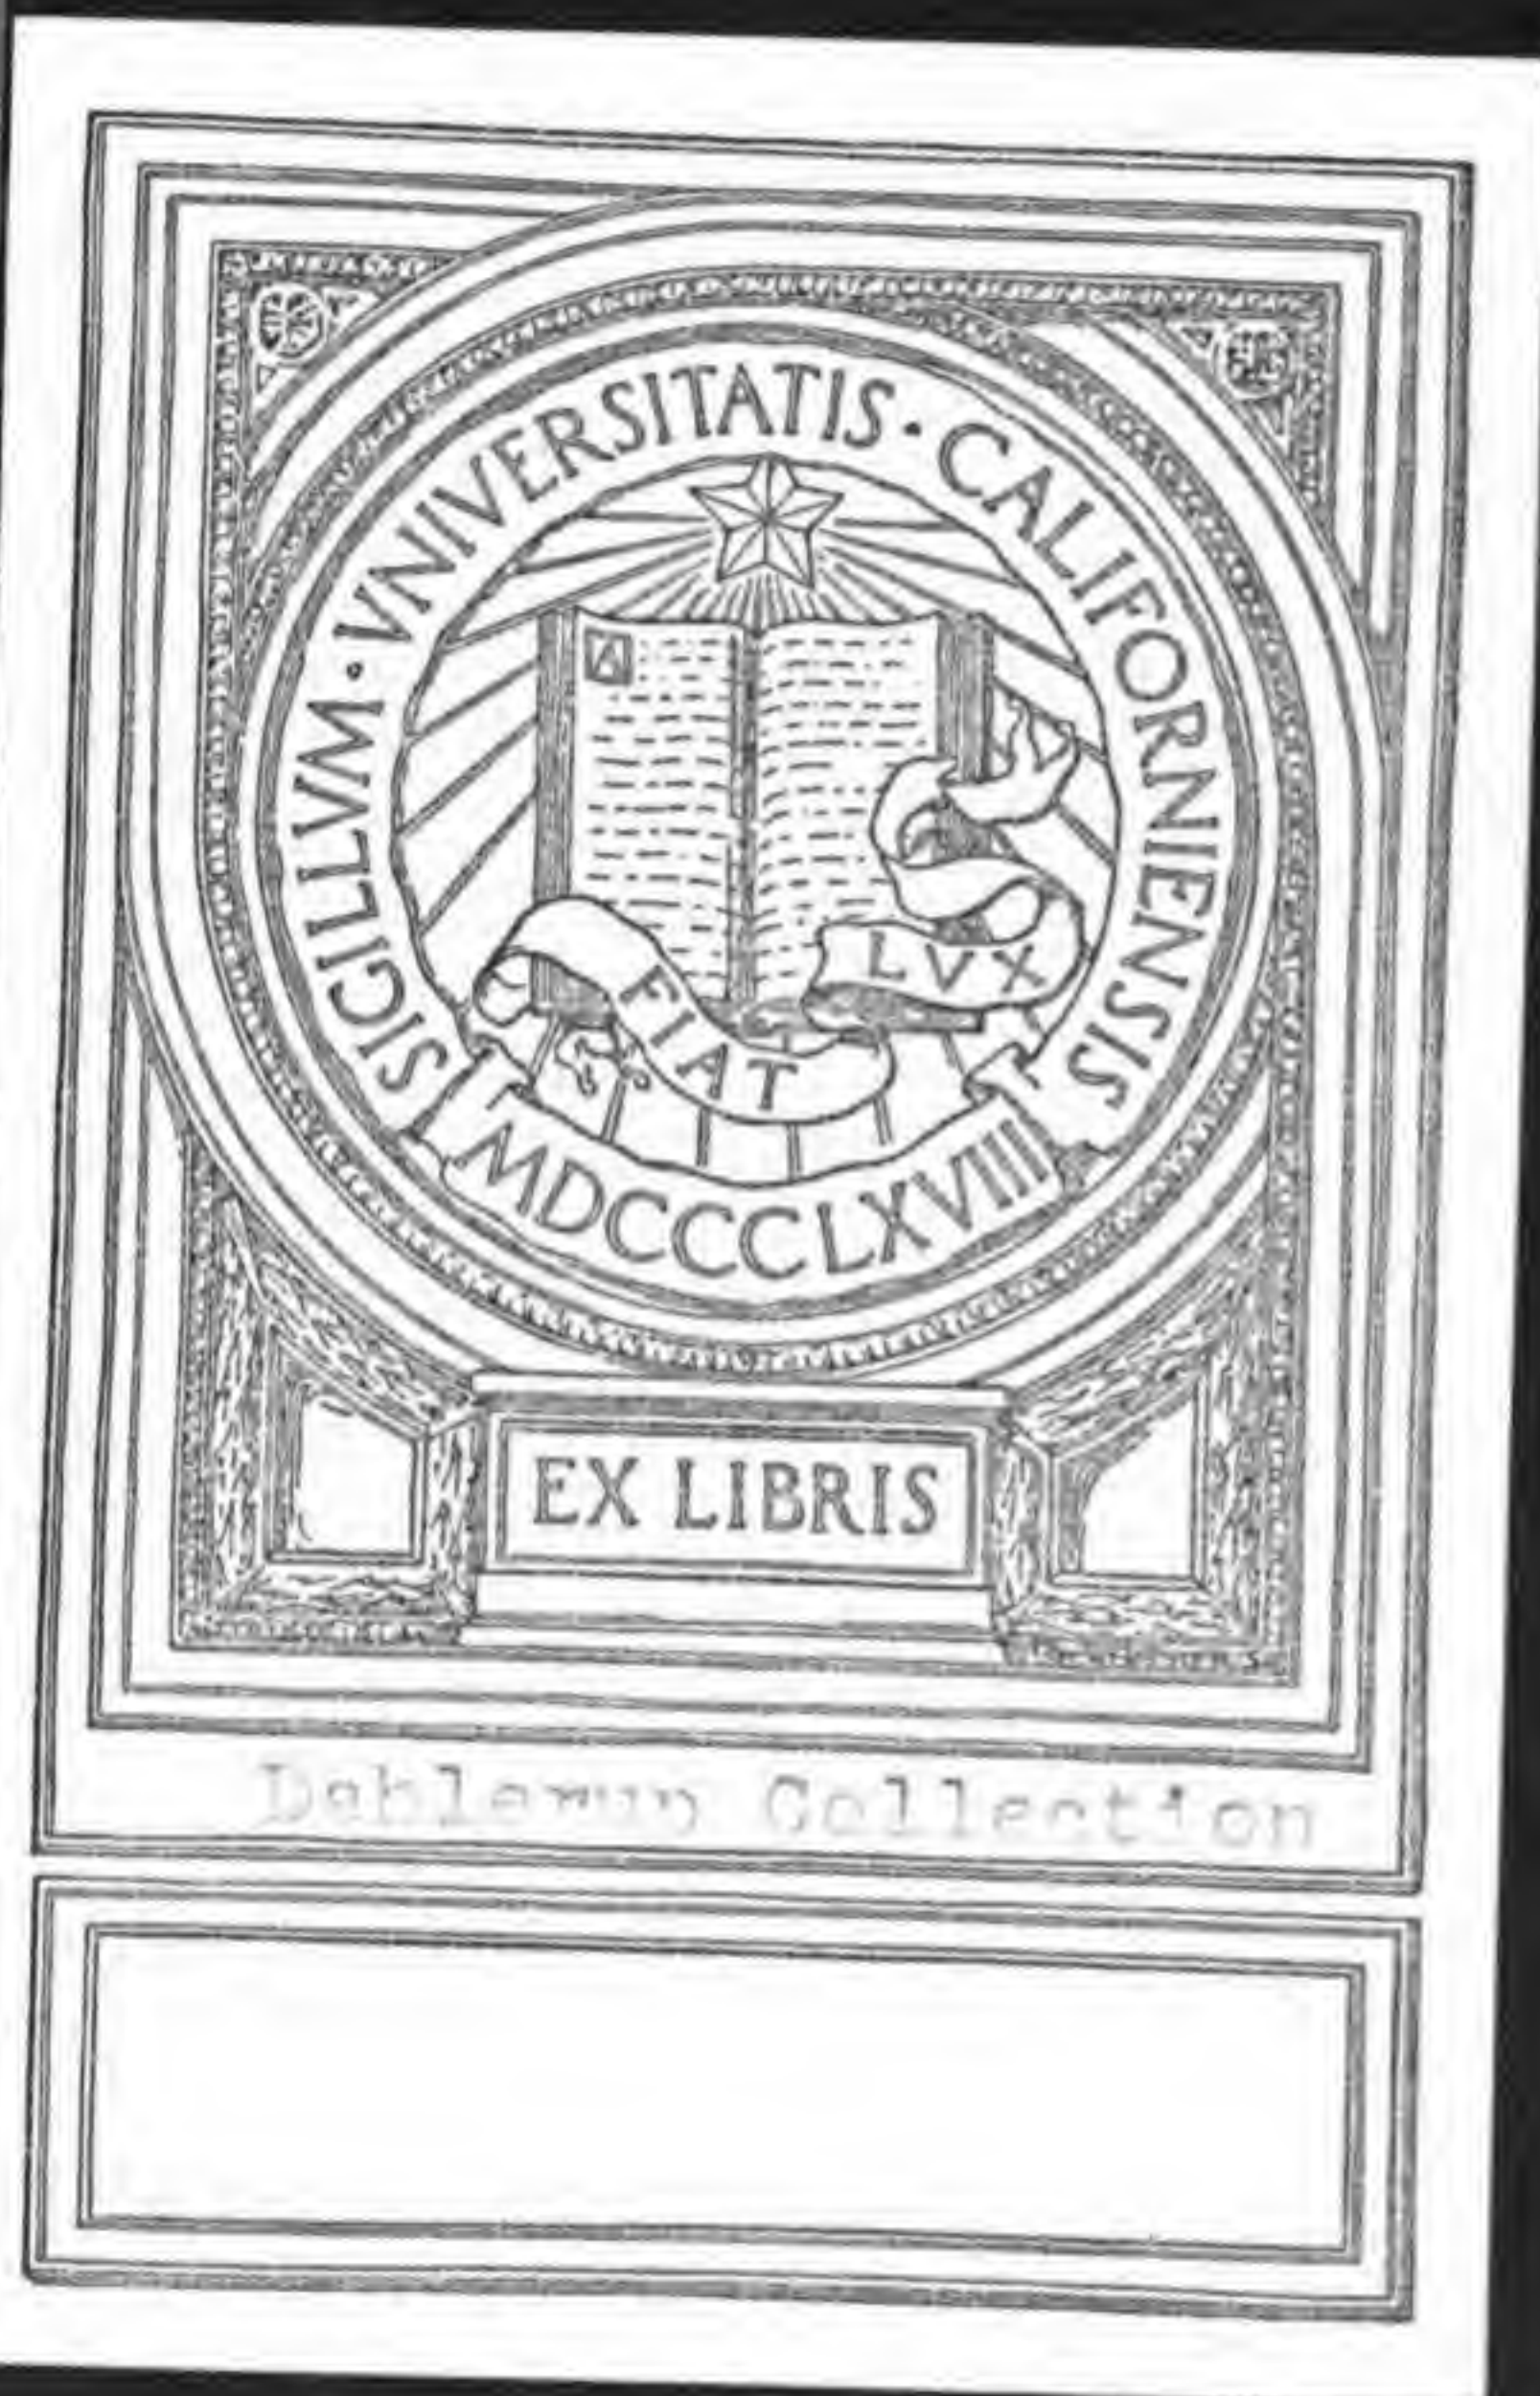 SIGILLVM · VNIVERSITATIS · CALIFORNIENSIS
A
FIAT LVX
MDCCCLXVIII
EX LIBRIS
Collection